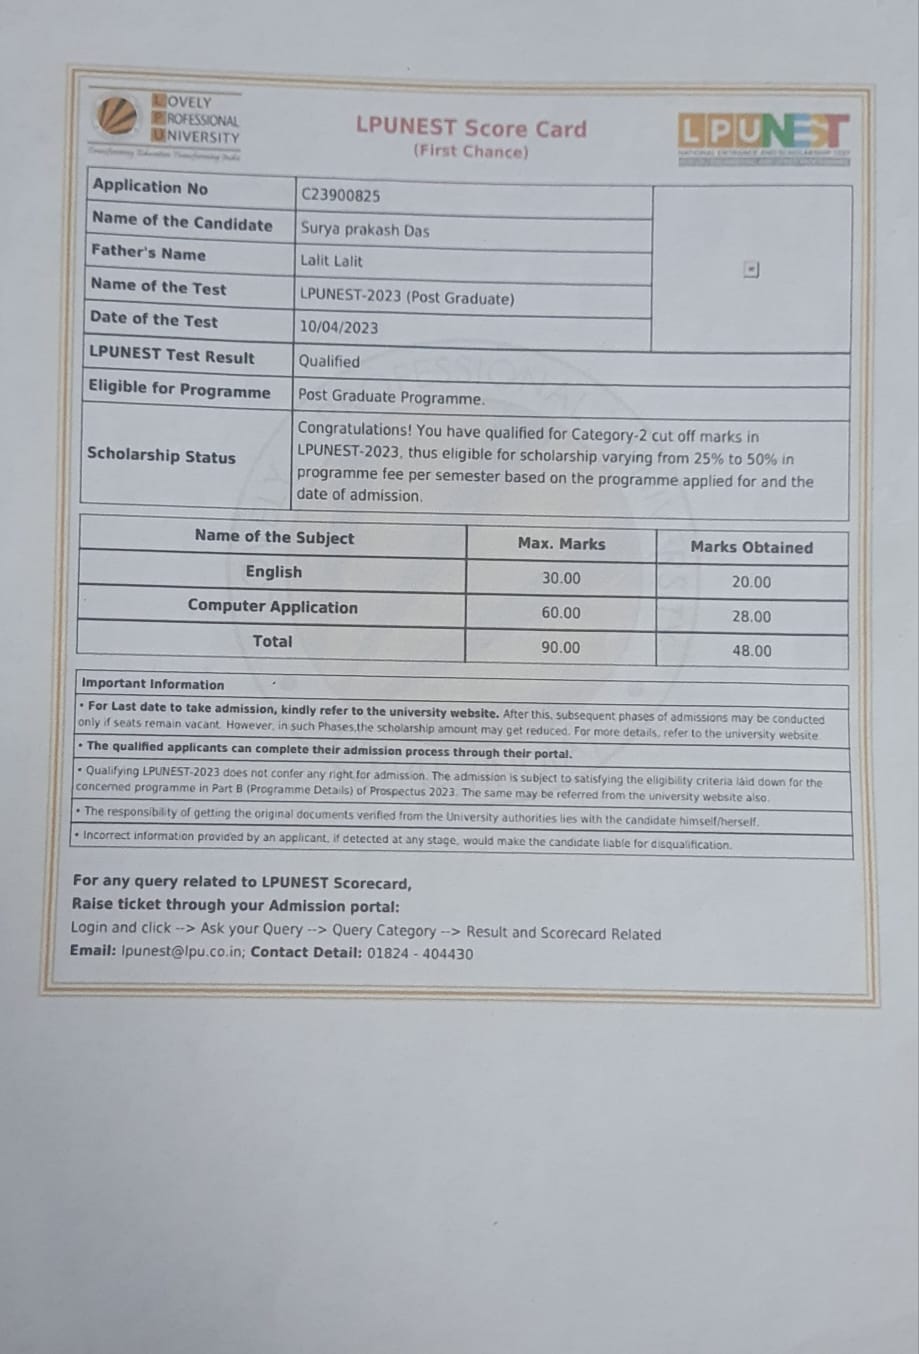 LOVELY
PROFESSIONAL
UNIVERSITY
Transforming Education Transforming India
LPUNEST Score Card
(First Chance)
LPUNEST
Application No
C23900825
Name of the Candidate
Surya prakash Das
Father's Name
Lalit Lalit
Name of the Test
LPUNEST-2023 (Post Graduate)
Date of the Test
10/04/2023
LPUNEST Test Result
Qualified
Eligible for Programme
Post Graduate Programme.
Scholarship Status
Congratulations! You have qualified for Category-2 cut off marks in
LPUNEST-2023, thus eligible for scholarship varying from 25% to 50% in
programme fee per semester based on the programme applied for and the
date of admission.
Name of the Subject Max. Marks Marks Obtained
English 30.00 20.00
Computer Application 60.00 28.00
Total 90.00 48.00
Important Information
• For Last date to take admission, kindly refer to the university website. After this, subsequent phases of admissions may be conducted
only if seats remain vacant. However, in such Phases,the scholarship amount may get reduced. For more details, refer to the university website
• The qualified applicants can complete their admission process through their portal.
• Qualifying LPUNEST-2023 does not confer any right for admission. The admission is subject to satisfying the eligibility criteria laid down for the
concerned programme in Part B (Programme Details) of Prospectus 2023. The same may be referred from the university website also.
• The responsibility of getting the original documents verified from the University authorities lies with the candidate himself/herself.
• Incorrect information provided by an applicant, if detected at any stage, would make the candidate liable for disqualification.
For any query related to LPUNEST Scorecard,
Raise ticket through your Admission portal:
Login and click --> Ask your Query --> Query Category --> Result and Scorecard Related
Email: lpunest@lpu.co.in; Contact Detail: 01824 - 404430